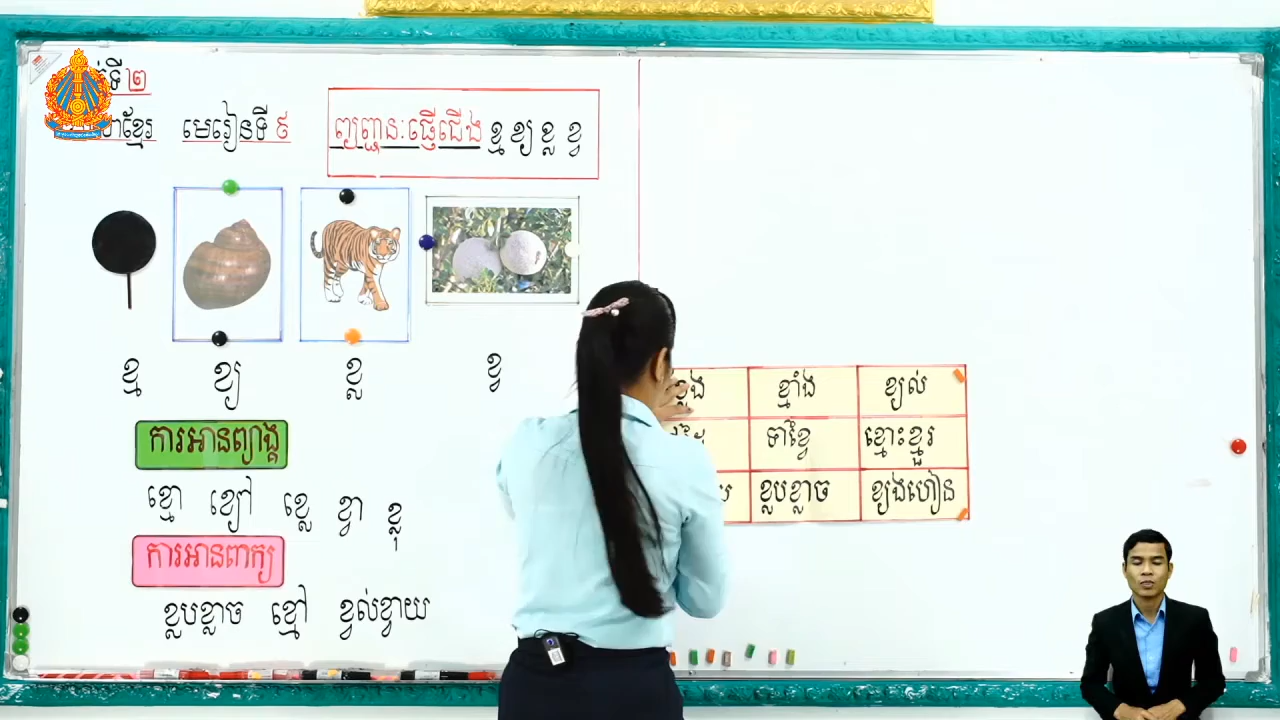 ទី២
ខ្មែរ មេរៀនទី ៩
ព្យញ្ជនៈផ្ញើជើង ខ្ម ខ្យ ខ្ល ខ្វ
ខ្ម ខ្យ ខ្ល ខ្វ
ការអានព្យាង្គ
ខ្មោ ខ្យៅ ខ្លេ ខ្វា ខ្លុ
ការអានពាក្យ
ខ្លបខ្លាច ខ្មៅ ខ្វល់ខ្វាយ
ខ្មាំង ខ្យល់
ទាខ្វៃ ខ្មោះខ្មួរ
ខ្លបខ្លាច ខ្យងហៀន